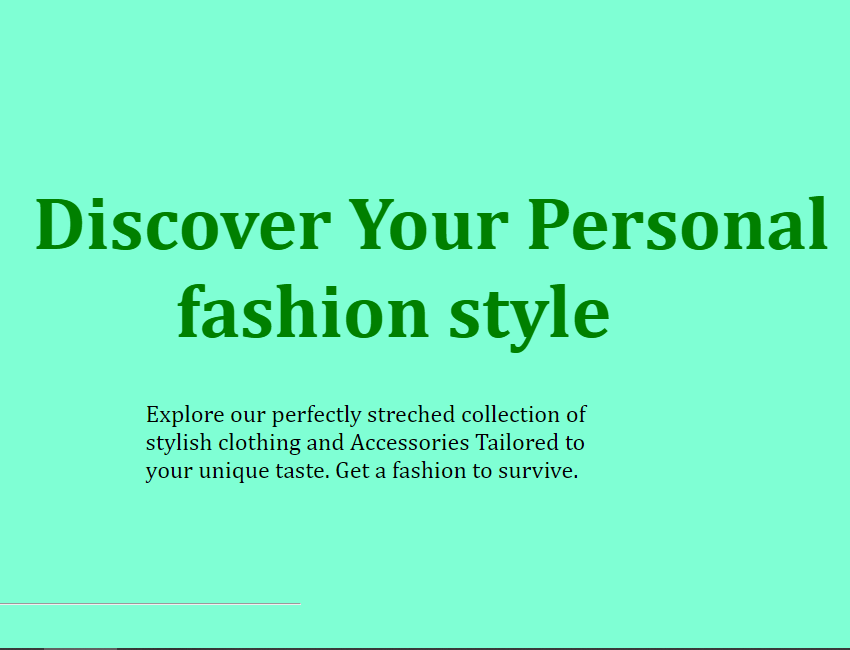 Discover Your Personal
fashion style
Explore our perfectly streched collection of
stylish clothing and Accessories Tailored to
your unique taste. Get a fashion to survive.